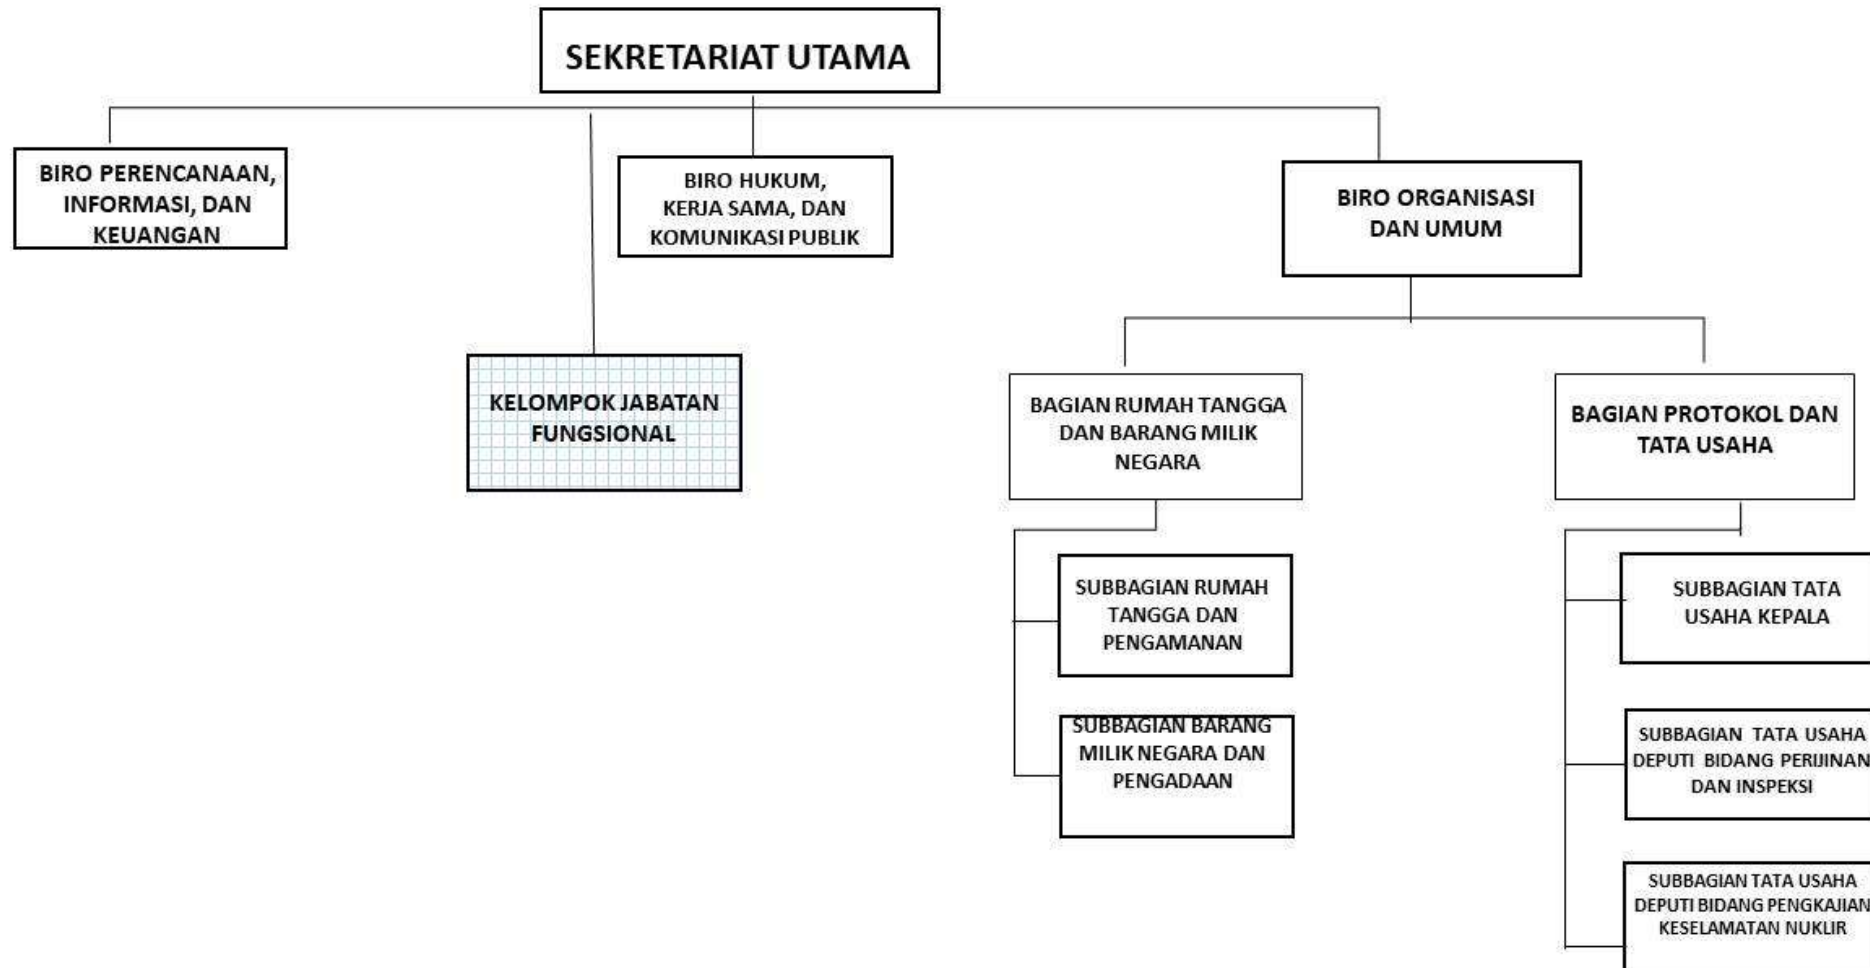 SEKRETARIAT UTAMA
BIRO PERENCANAAN,
INFORMASI, DAN
KEUANGAN
BIRO HUKUM,
KERJA SAMA, DAN
KOMUNIKASI PUBLIK
BIRO ORGANISASI
DAN UMUM
KELOMPOK JABATAN
FUNGSIONAL
BAGIAN RUMAH TANGGA
DAN BARANG MILIK
NEGARA
BAGIAN PROTOKOL DAN
TATA USAHA
SUBBAGIAN RUMAH
TANGGA DAN
PENGAMANAN
SUBBAGIAN BARANG
MILIK NEGARA DAN
PENGADAAN
SUBBAGIAN TATA
USAHA KEPALA
SUBBAGIAN TATA USAHA
DEPUTI BIDANG PERIJINAN
DAN INSPEKSI
SUBBAGIAN TATA USAHA
DEPUTI BIDANG PENGKAJIAN
KESELAMATAN NUKLIR